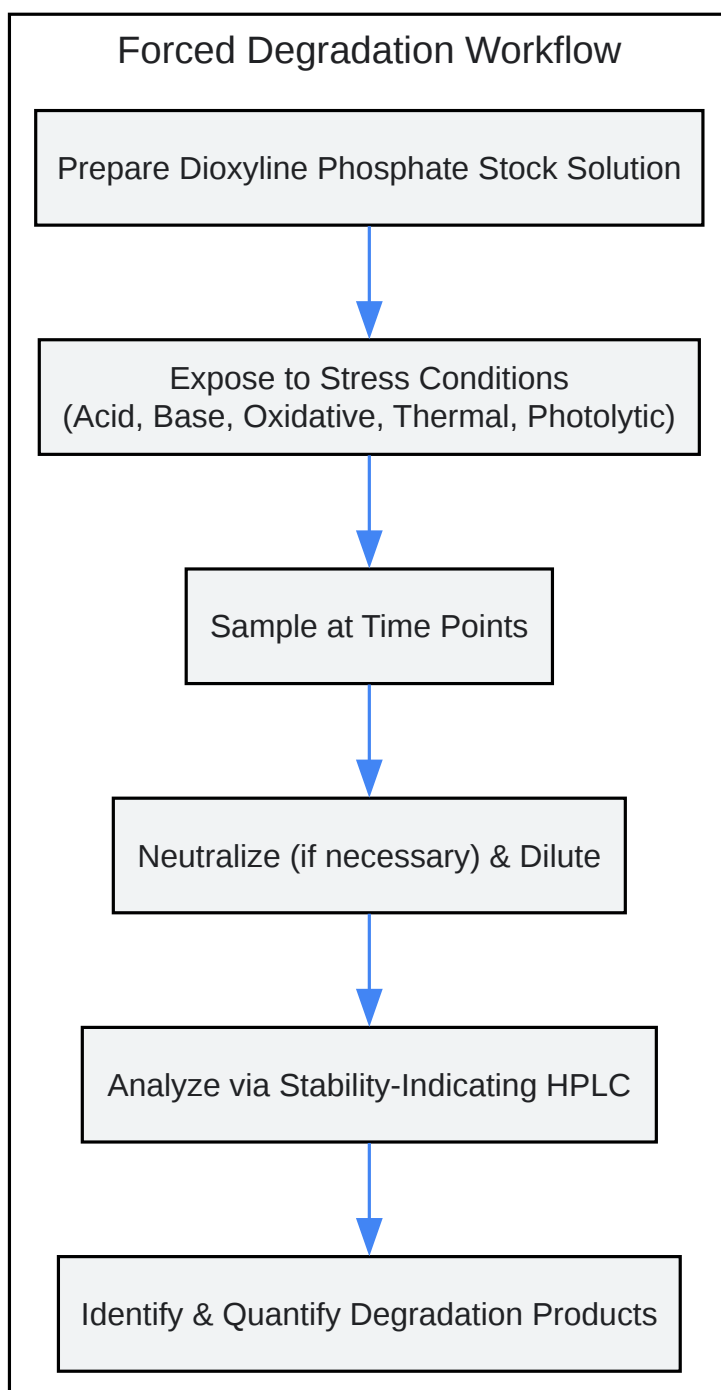 Forced Degradation Workflow
Prepare Dioxyline Phosphate Stock Solution
Expose to Stress Conditions
(Acid, Base, Oxidative, Thermal, Photolytic)
Sample at Time Points
Neutralize (if necessary) & Dilute
Analyze via Stability-Indicating HPLC
Identify & Quantify Degradation Products